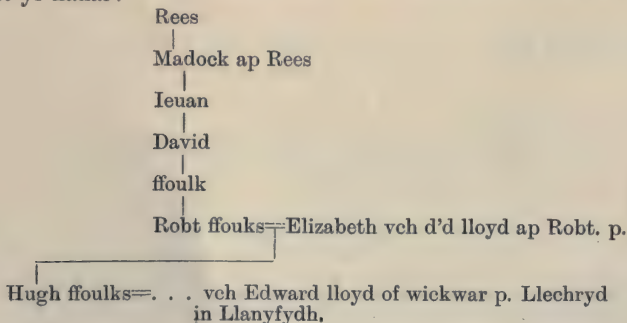 Rees
Madock ap Rees
Ieuan
David
ffoulk
Robt ffouks=Elizabeth vch d'd lloyd ap Robt. p.
Hugh ffoulks=. . . vch Edward lloyd of wickwar p. Llechryd
in Llanyfydh,